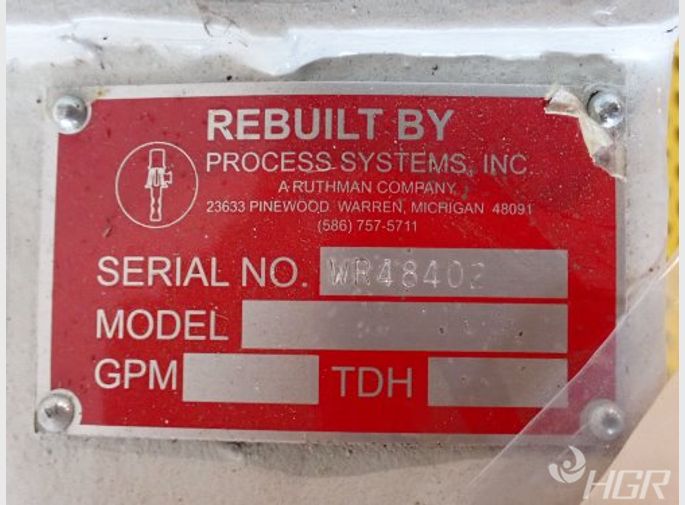 REBUILT BY
PROCESS SYSTEMS, INC
A RUTHMAN COMPANY
23633 PINEWOOD WARREN, MICHIGAN 48091
(586) 757-5711
SERIAL NO. WR48402
MODEL
GPM TDH
HGR